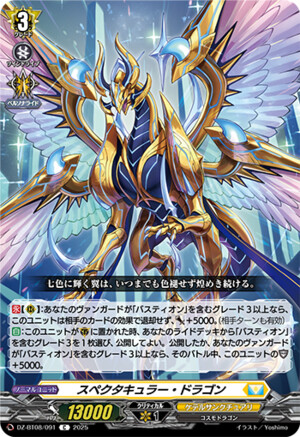 3
グレード
ツインドライブ
ペルソナライド
七色に輝く翼は、いつまでも色褪せず煌めき続ける。
:あなたのヴァンガードが「バスティオン」を含むグレード3以上なら、
このユニットは相手のカードの効果で退却せず、+5000。(相手ターンも有効)
:このユニットが に置かれた時、あなたのライドデッキから「バスティオン」
を含むグレード3を1枚選び、公開してよい。公開したか、あなたのヴァンガードが
「バスティオン」を含むグレード3以上なら、そのバトル中、このユニットの
+5000。
ノーマルユニット
スペクタキュラー・ドラゴン
13000
クリティカル
1
ケテルサンクチュアリ
コスモドラゴン
DZ-BT08/091 C 2025
イラスト/Yoshimo